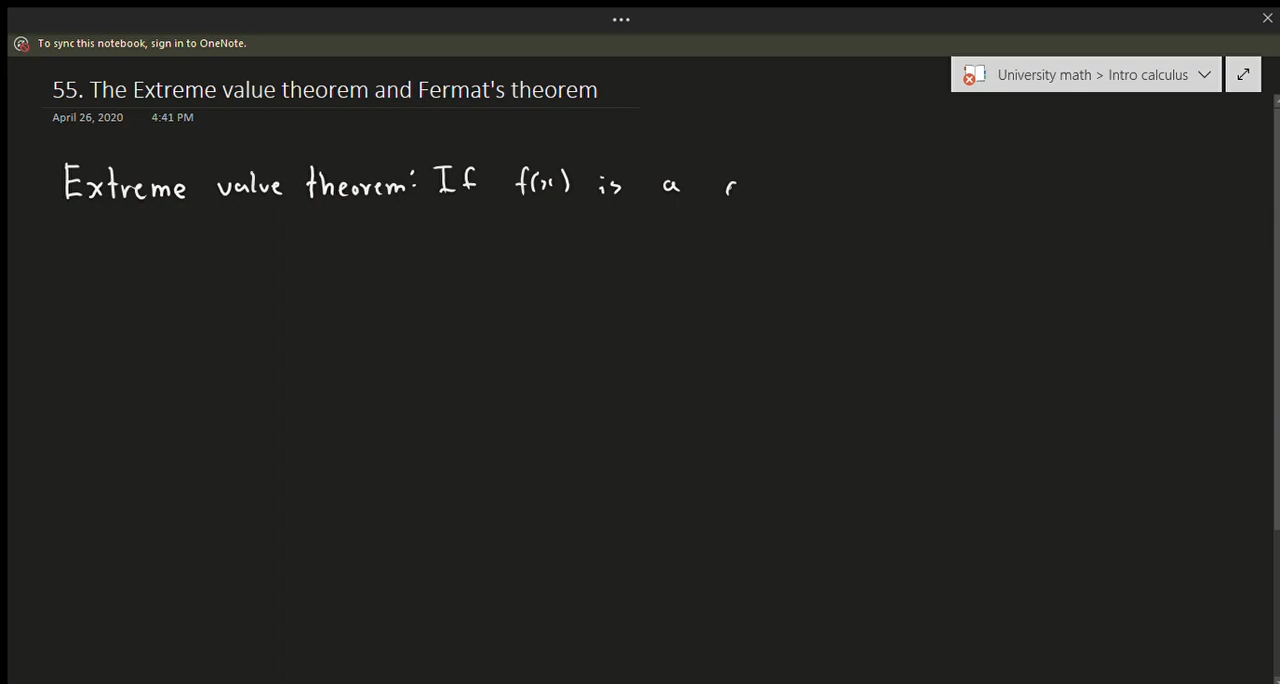 •••
To sync this notebook, sign in to OneNote.
University math > Intro calculus
55. The Extreme value theorem and Fermat's theorem
April 26, 2020 4:41 PM
Extreme value theorem: If f(x) is a